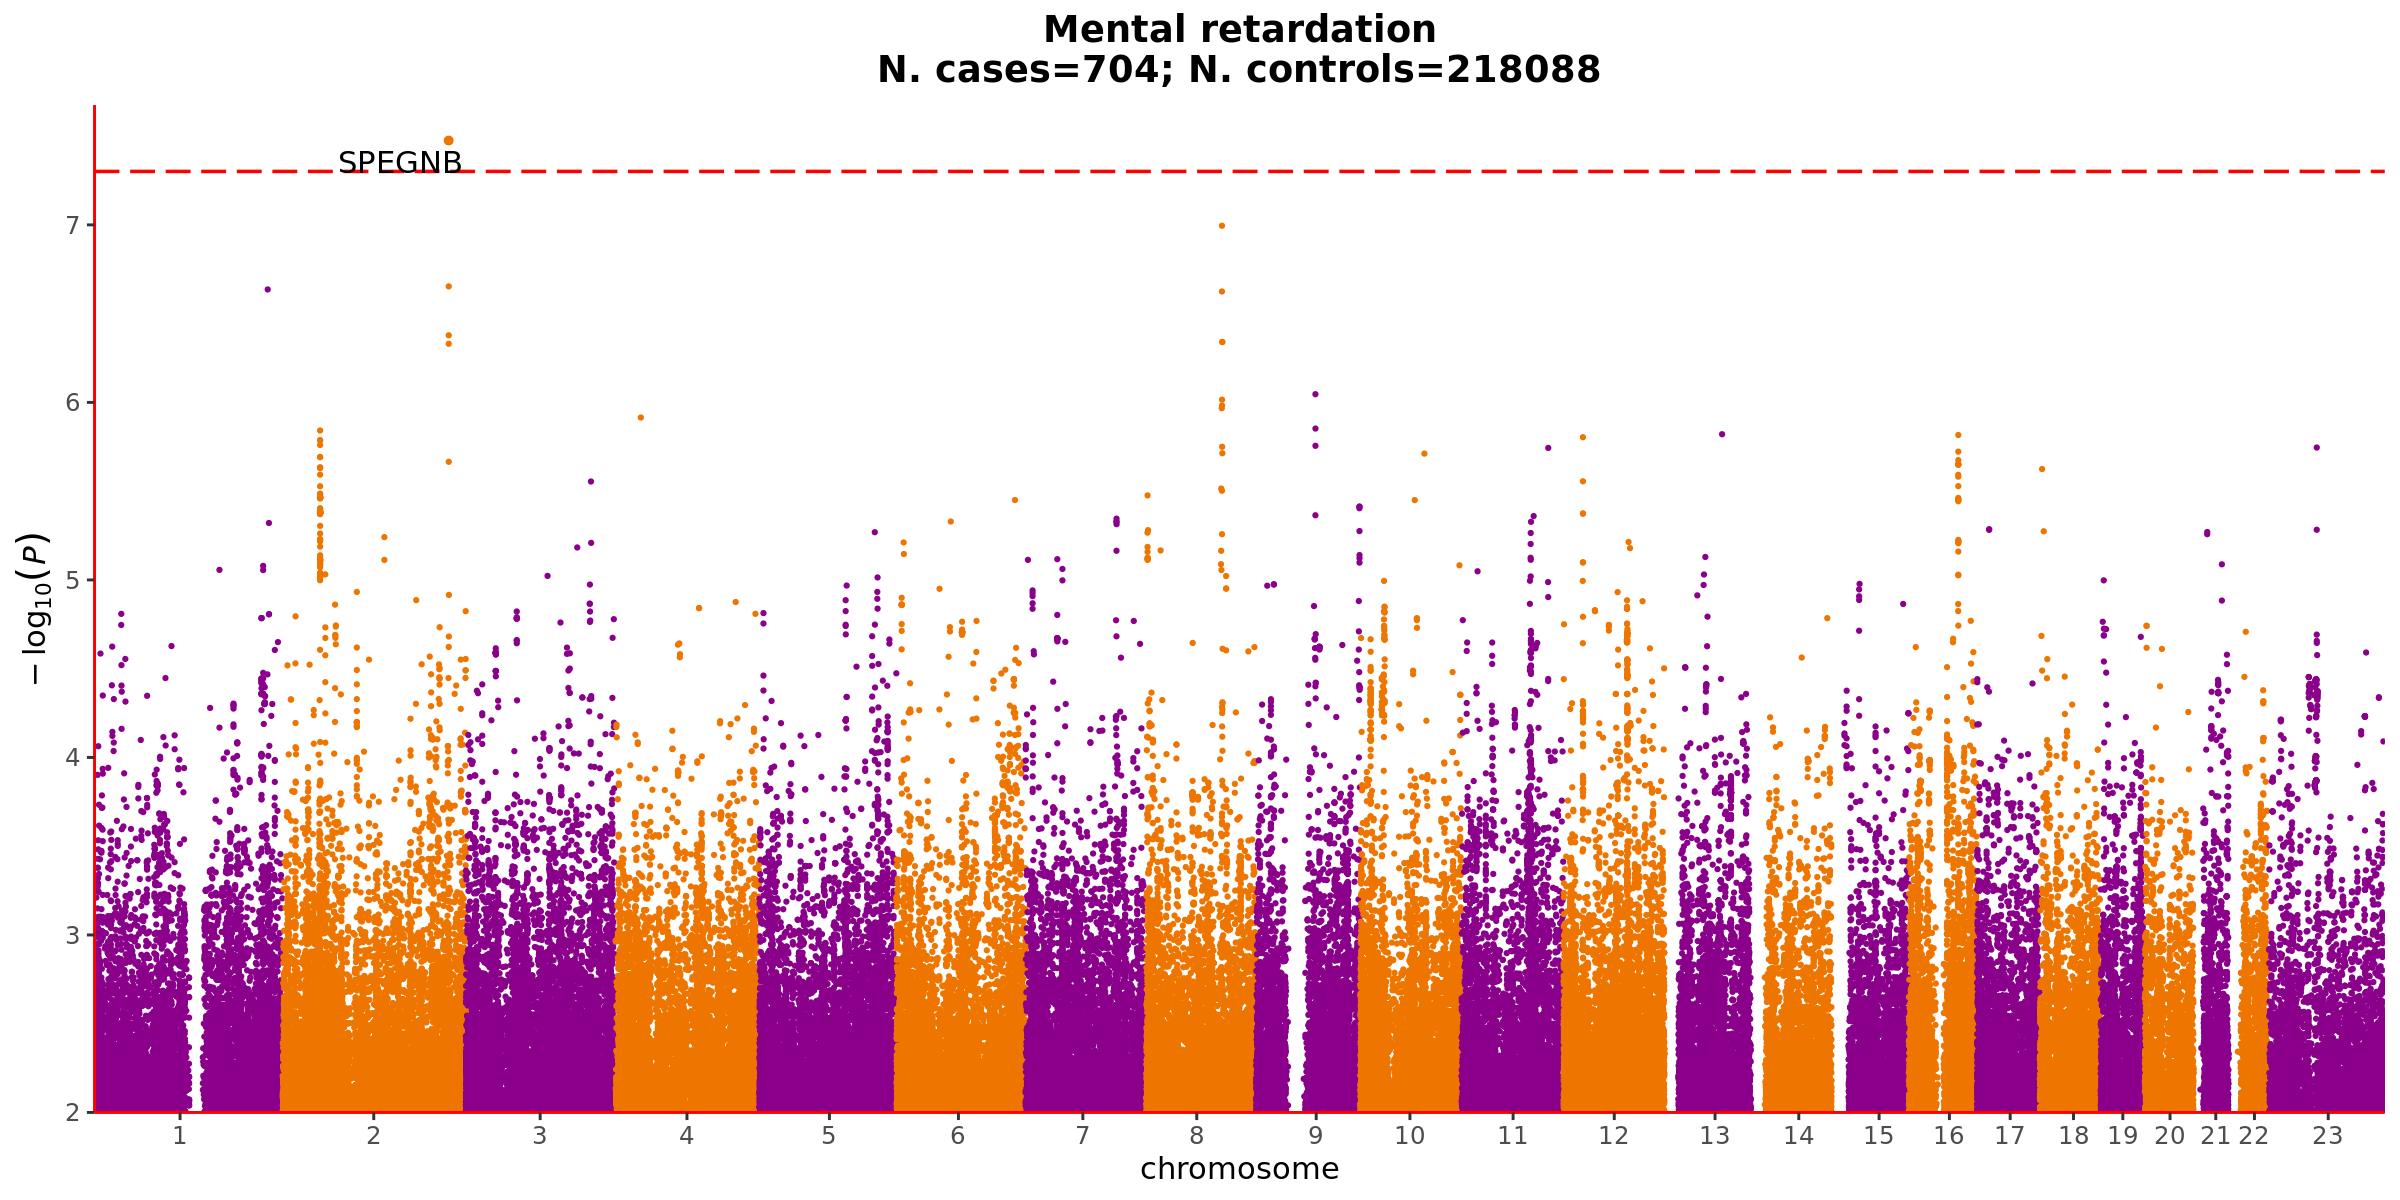 Mental retardation
N. cases=704; N. controls=218088
SPEGNB
7
6
5
4
3
2
−log10(P)
1 2 3 4 5 6 7 8 9 10 11 12 13 14 15 16 17 18 19 20 21 22 23
chromosome